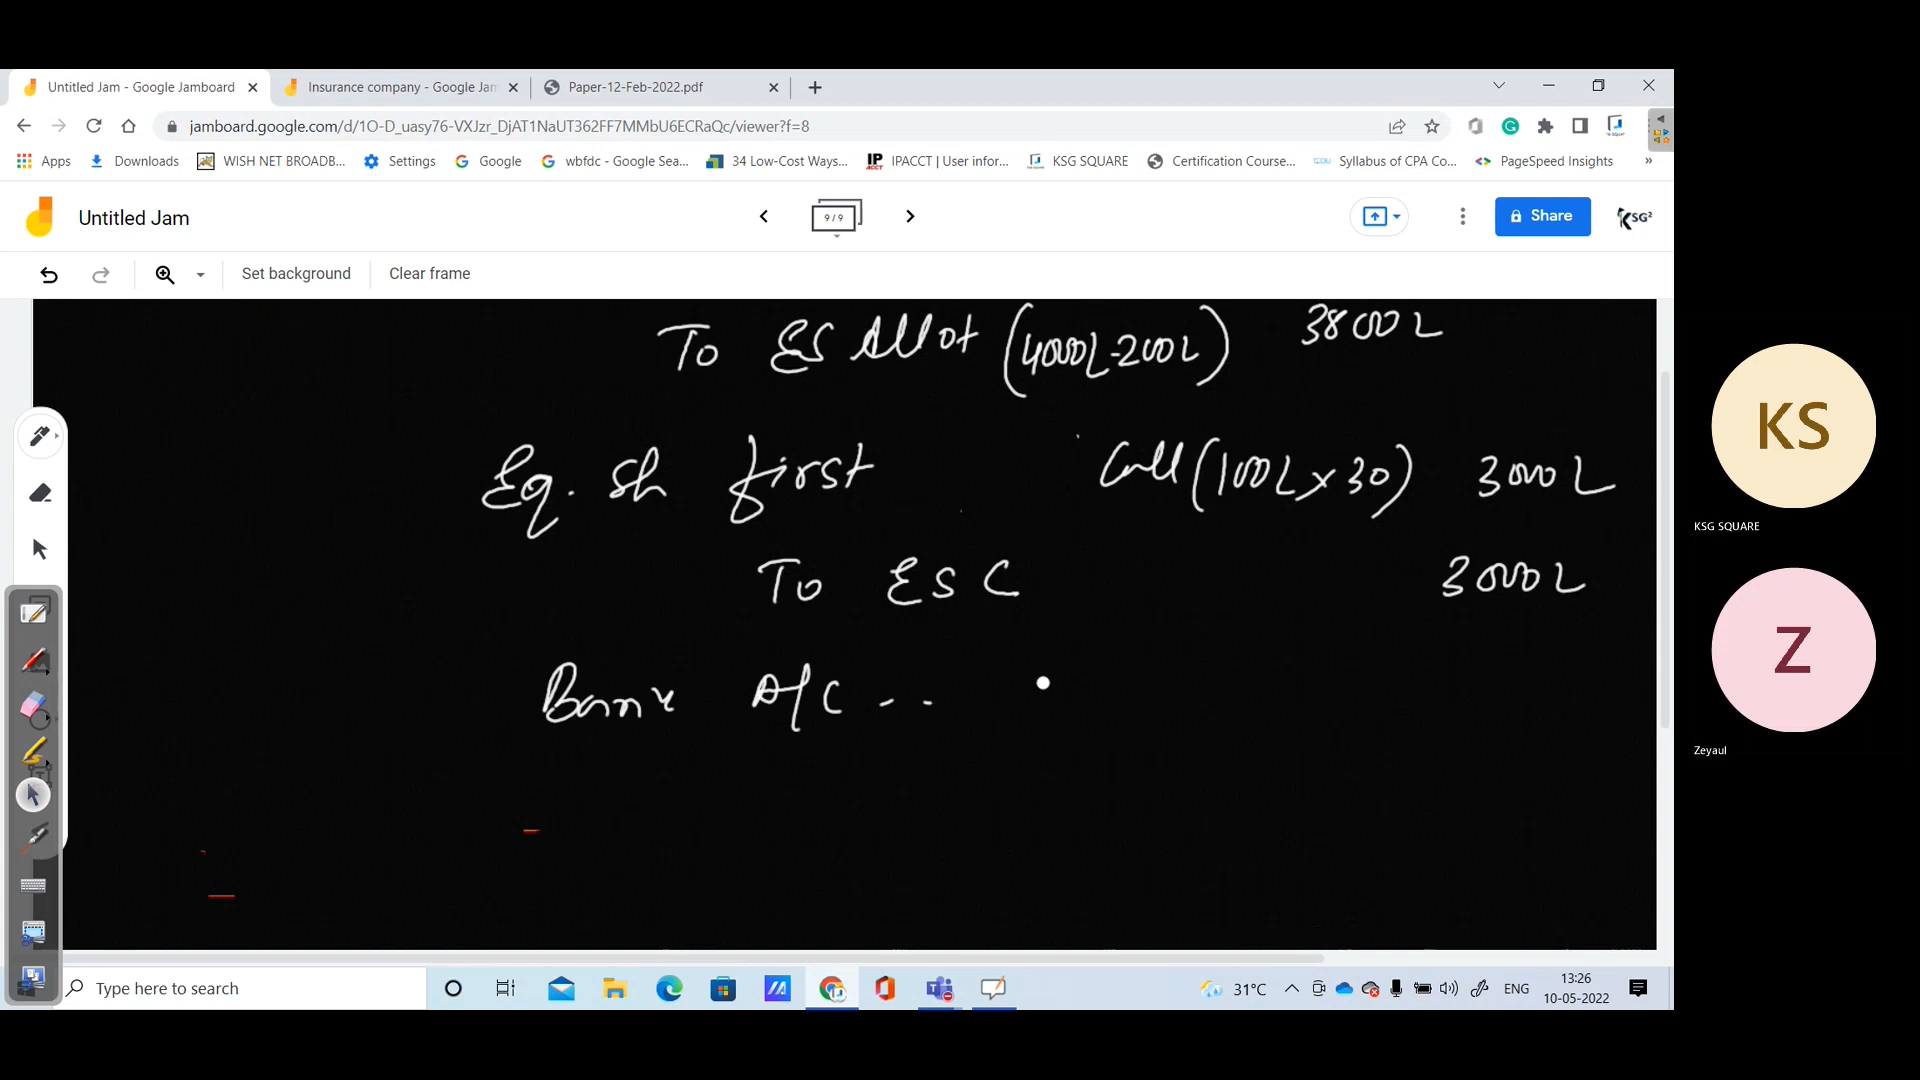 Untitled Jam - Google Jamboard
Insurance company - Google Jam
Paper-12-Feb-2022.pdf
jamboard.google.com/d/1O-D_uasy76-VXJzr_DjAT1NaUT362FF7MMbU6ECRaQc/viewer?f=8
Apps Downloads WISH NET BROADB... Settings Google wbfdc - Google Sea... 34 Low-Cost Ways... IPACCT | User infor... KSG SQUARE Certification Course... Syllabus of CPA Co... PageSpeed Insights »
Untitled Jam
9 / 9
Share
KSG²
Set background Clear frame
To ES Allot (4000L-200L) 3800L
Eq. Sh first Call (100L x 30) 3000L
To ESC 3000L
Bank A/C - -
KS
KSG SQUARE
Z
Zeyaul
Type here to search
31°C
ENG
13:26
10-05-2022